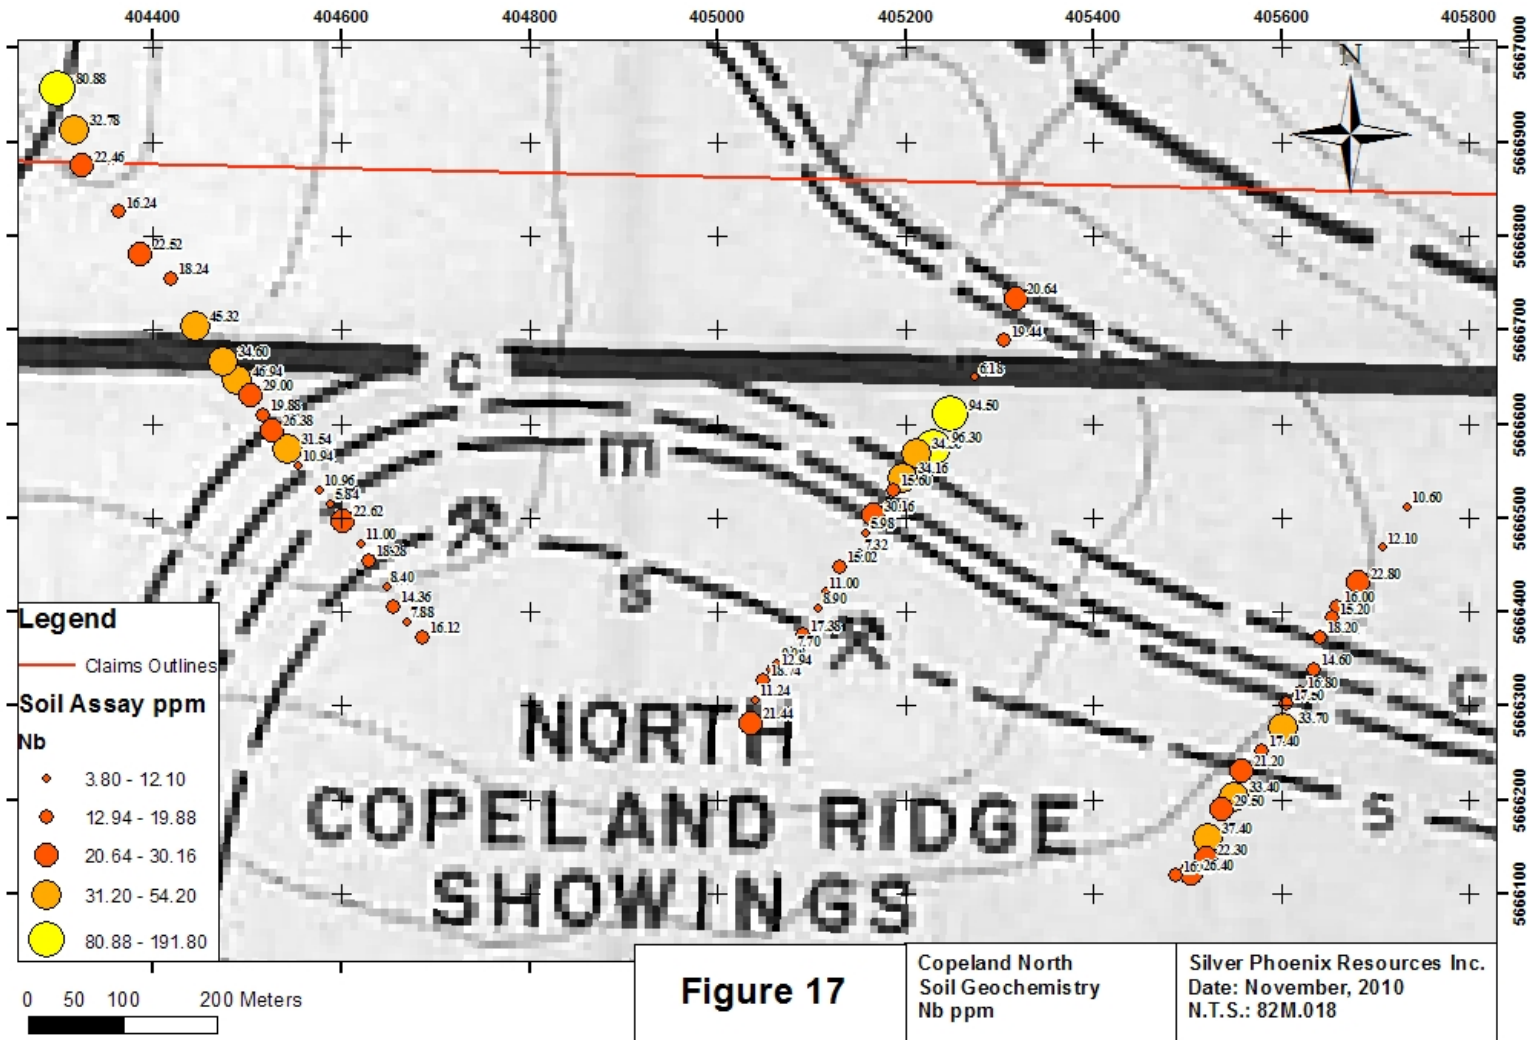 404400 404600 404800 405000 405200 405400 405600 405800
5667000
N
80.88
32.78
5666900
22.46
16.24
5666800
22.52
18.24
20.64
45.32
5666700
19.44
34.60
6.18
C
46.94
29.00
19.88
94.50
5666600
26.38
31.54
96.30
10.94
m
34.16
15.60
10.96
10.60
5.84
30.16
22.62
5666500
5.98
11.00
7.32
12.10
18.28
15.02
8.40
11.00
22.80
14.36
8.90
16.00
5666400
15.20
7.88
16.12
17.38
18.20
S
7.70
12.94
14.60
18.74
16.80
11.24
17.80
5666300
21.44
33.70
NORTH
17.40
21.20
33.40
5666200
29.50
COPELAND RIDGE
S
37.40
22.30
26.40
5666100
SHOWINGS
Legend
Claims Outlines
Soil Assay ppm
Nb
3.80 - 12.10
12.94 - 19.88
20.64 - 30.16
31.20 - 54.20
80.88 - 191.80
0 50 100 200 Meters
Figure 17
Copeland North
Soil Geochemistry
Nb ppm
Silver Phoenix Resources Inc.
Date: November, 2010
N.T.S.: 82M.018